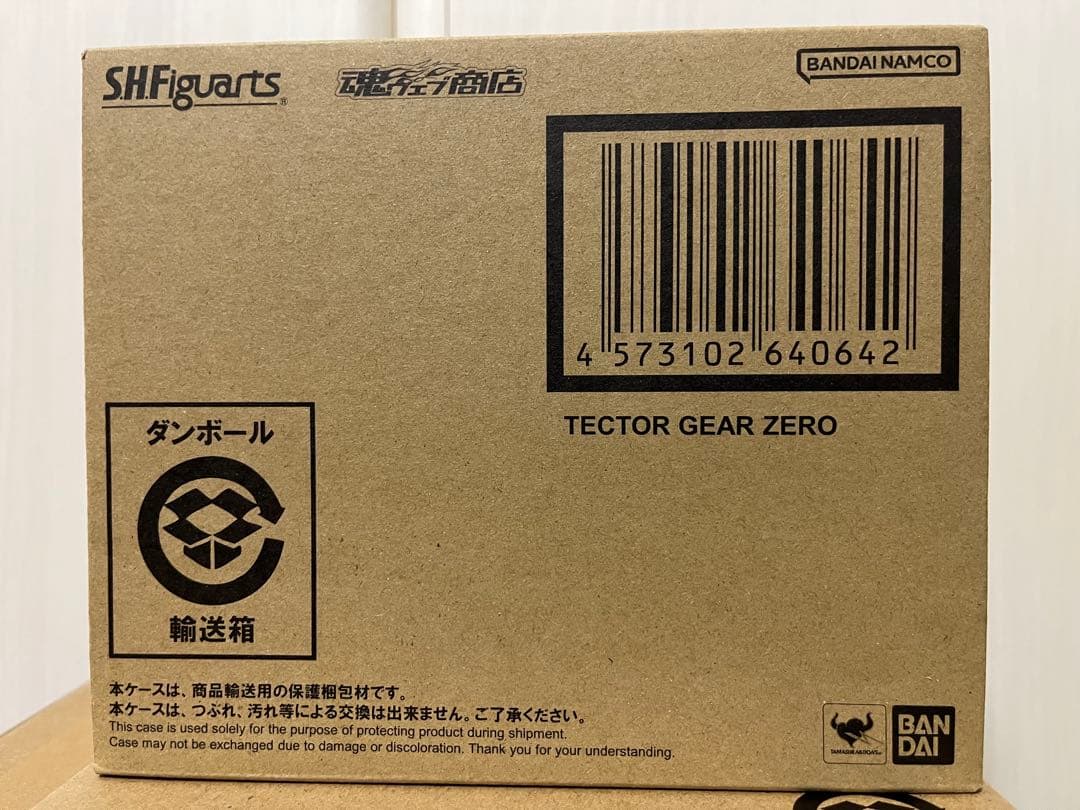 S.H.Figuarts®
魂ウェブ商店
BANDAI NAMCO
4 573102 640642
TECTOR GEAR ZERO
ダンボール
輸送箱
本ケースは、商品輸送用の保護梱包材です。
本ケースは、つぶれ、汚れ等による交換は出来ません。ご了承ください。
This case is used solely for the purpose of protecting product during shipment.
Case may not be exchanged due to damage or discoloration. Thank you for your understanding.
TAMASHII NATIONS
BAN
DAI